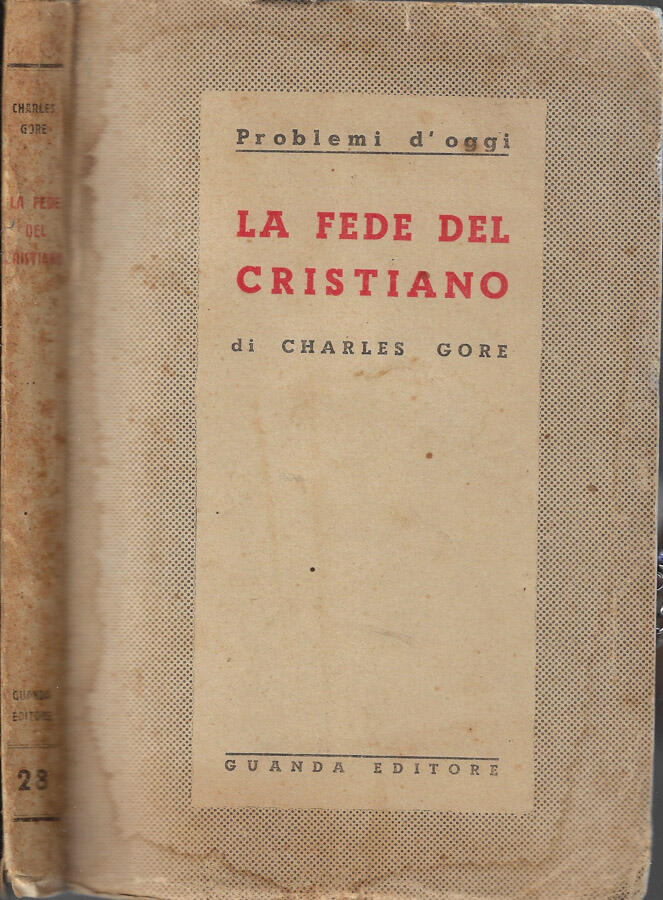 CHARLES
GORE
LA FEDE
DEL
CRISTIANO
GUANDA
EDITORE
28
Problemi d'oggi
LA FEDE DEL
CRISTIANO
di CHARLES GORE
GUANDA EDITORE